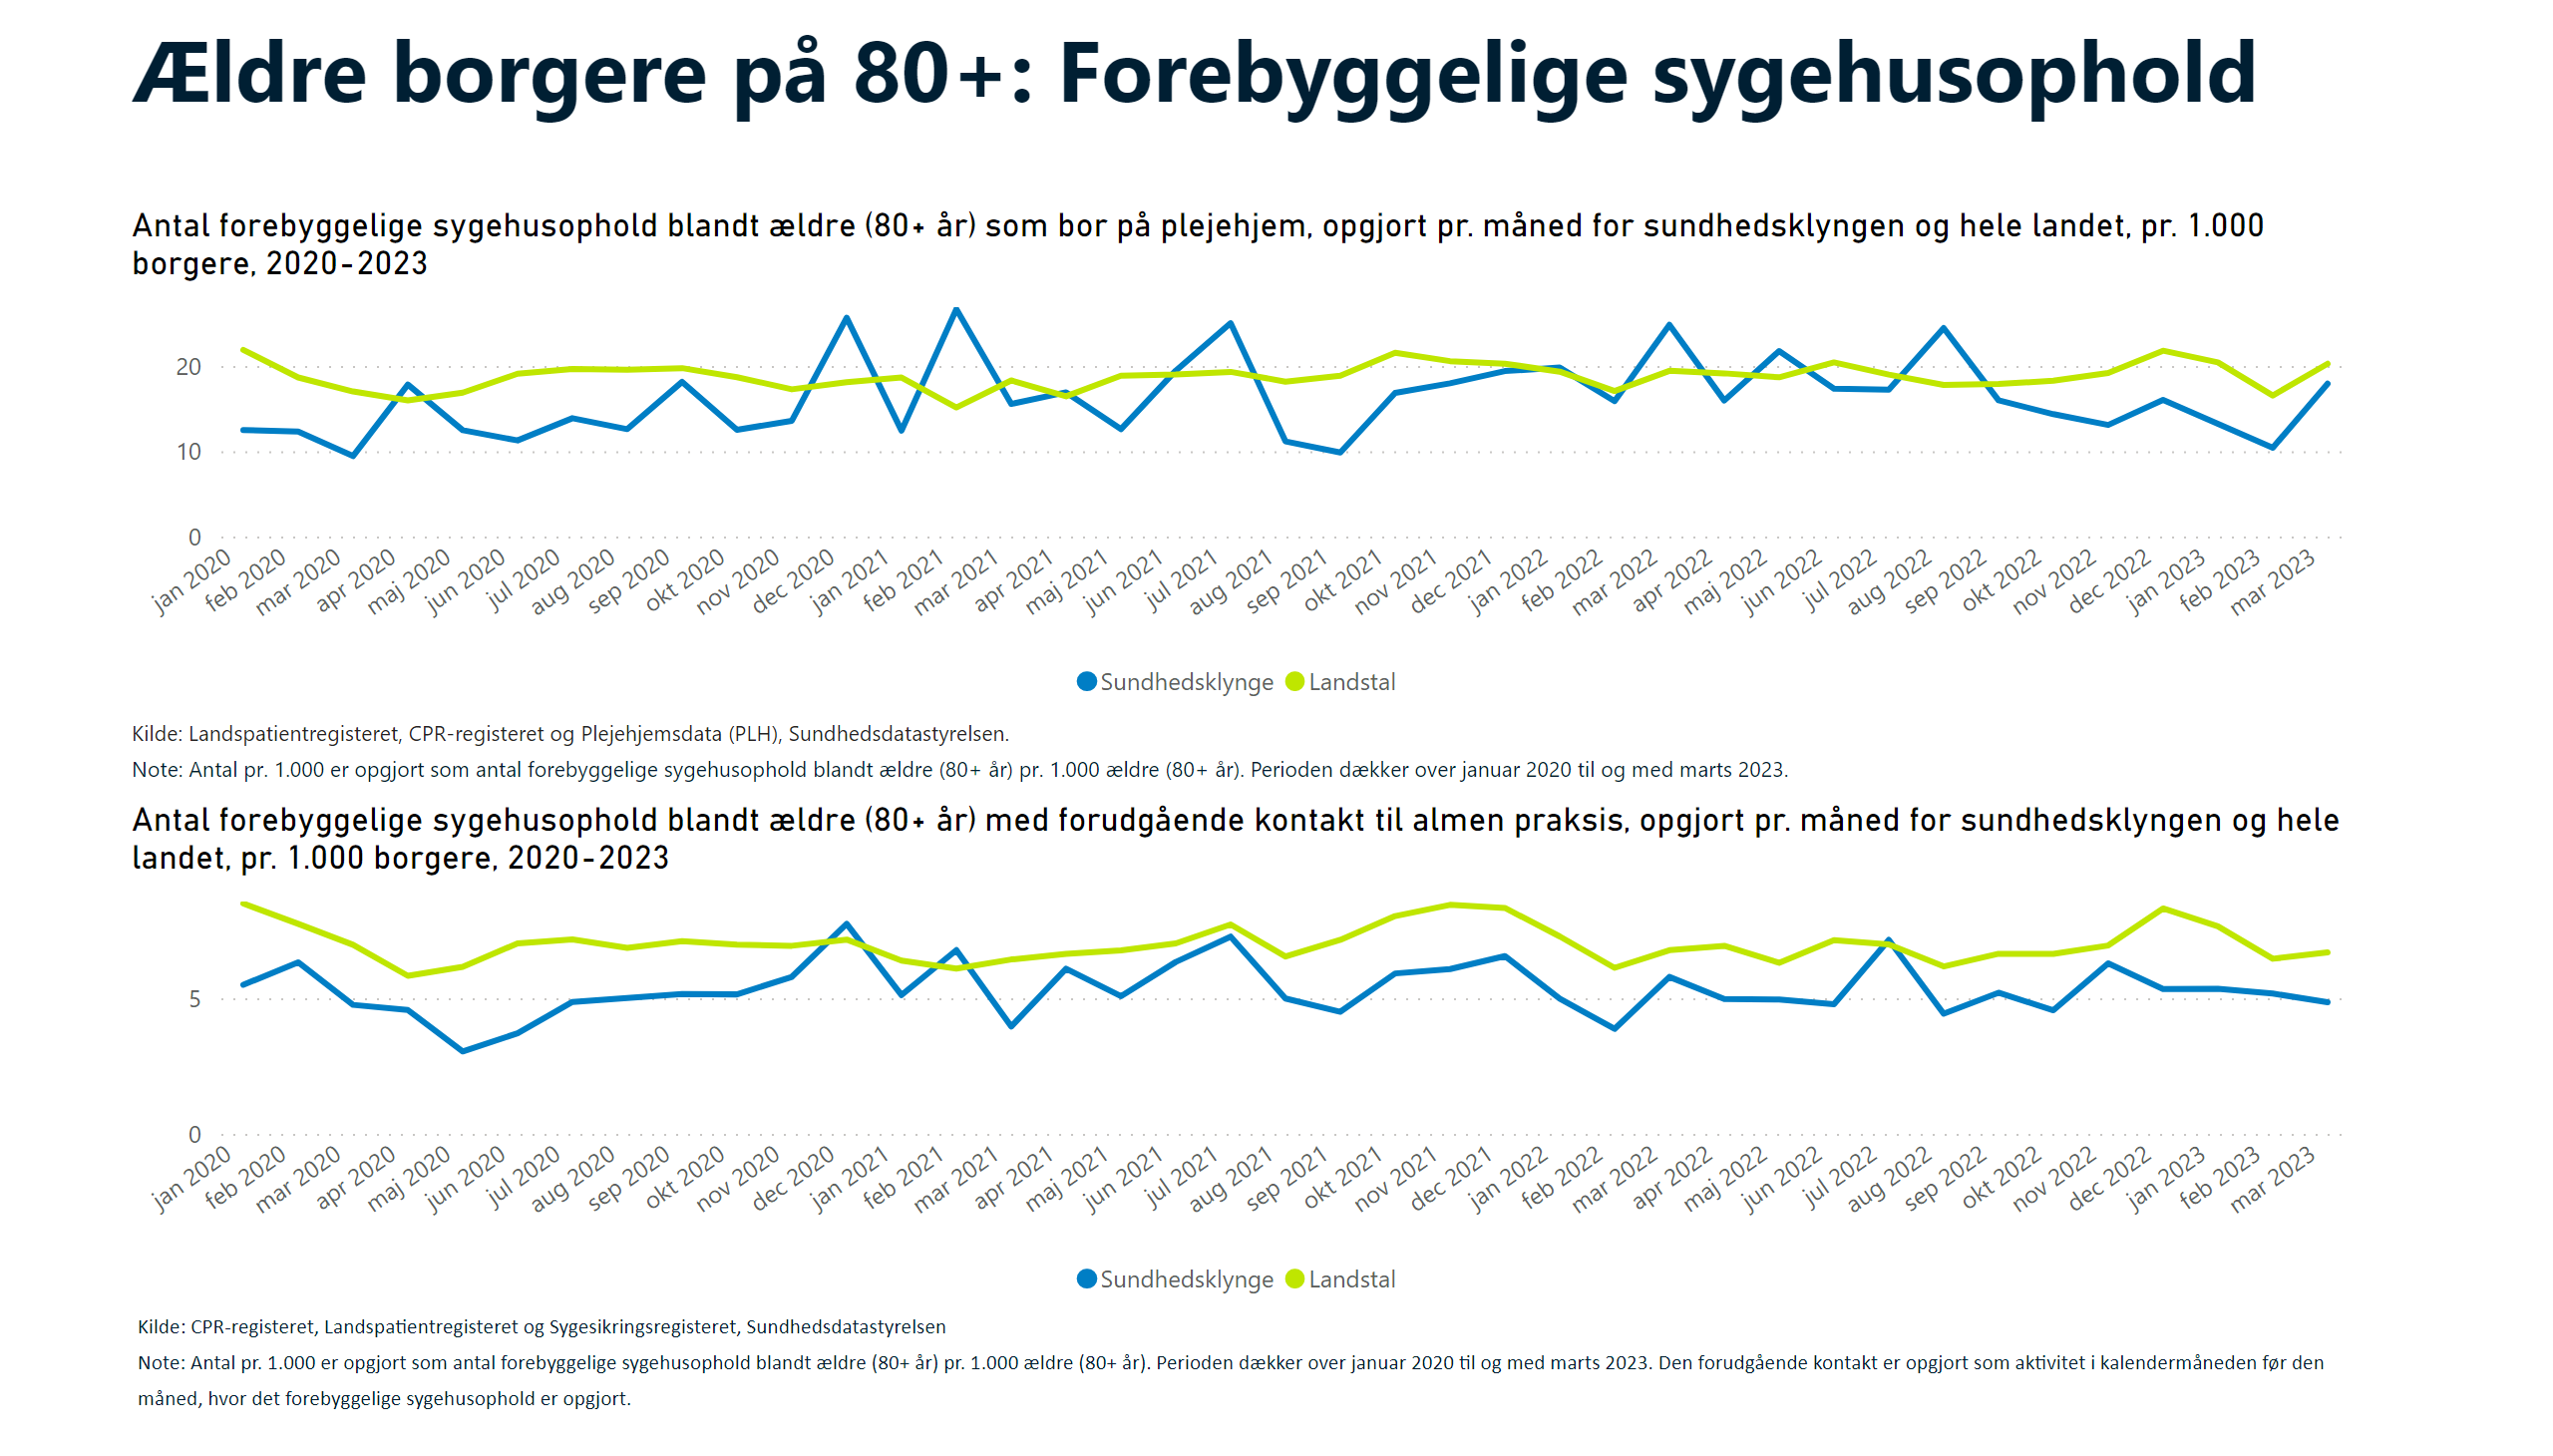 Ældre borgere på 80+: Forebyggelige sygehusophold
Antal forebyggelige sygehusophold blandt ældre (80+ år) som bor på plejehjem, opgjort pr. måned for sundhedsklyngen og hele landet, pr. 1.000
borgere, 2020-2023
20
10
0
jan 2020 feb 2020 mar 2020 apr 2020 maj 2020 jun 2020 jul 2020 aug 2020 sep 2020 okt 2020 nov 2020 dec 2020 jan 2021 feb 2021 mar 2021 apr 2021 maj 2021 jun 2021 jul 2021 aug 2021 sep 2021 okt 2021 nov 2021 dec 2021 jan 2022 feb 2022 mar 2022 apr 2022 maj 2022 jun 2022 jul 2022 aug 2022 sep 2022 okt 2022 nov 2022 dec 2022 jan 2023 feb 2023 mar 2023
Sundhedsklynge Landstal
Kilde: Landspatientregisteret, CPR-registeret og Plejehjemsdata (PLH), Sundhedsdatastyrelsen.
Note: Antal pr. 1.000 er opgjort som antal forebyggelige sygehusophold blandt ældre (80+ år) pr. 1.000 ældre (80+ år). Perioden dækker over januar 2020 til og med marts 2023.
Antal forebyggelige sygehusophold blandt ældre (80+ år) med forudgående kontakt til almen praksis, opgjort pr. måned for sundhedsklyngen og hele
landet, pr. 1.000 borgere, 2020-2023
5
0
jan 2020 feb 2020 mar 2020 apr 2020 maj 2020 jun 2020 jul 2020 aug 2020 sep 2020 okt 2020 nov 2020 dec 2020 jan 2021 feb 2021 mar 2021 apr 2021 maj 2021 jun 2021 jul 2021 aug 2021 sep 2021 okt 2021 nov 2021 dec 2021 jan 2022 feb 2022 mar 2022 apr 2022 maj 2022 jun 2022 jul 2022 aug 2022 sep 2022 okt 2022 nov 2022 dec 2022 jan 2023 feb 2023 mar 2023
Sundhedsklynge Landstal
Kilde: CPR-registeret, Landspatientregisteret og Sygesikringsregisteret, Sundhedsdatastyrelsen
Note: Antal pr. 1.000 er opgjort som antal forebyggelige sygehusophold blandt ældre (80+ år) pr. 1.000 ældre (80+ år). Perioden dækker over januar 2020 til og med marts 2023. Den forudgående kontakt er opgjort som aktivitet i kalendermåneden før den
måned, hvor det forebyggelige sygehusophold er opgjort.